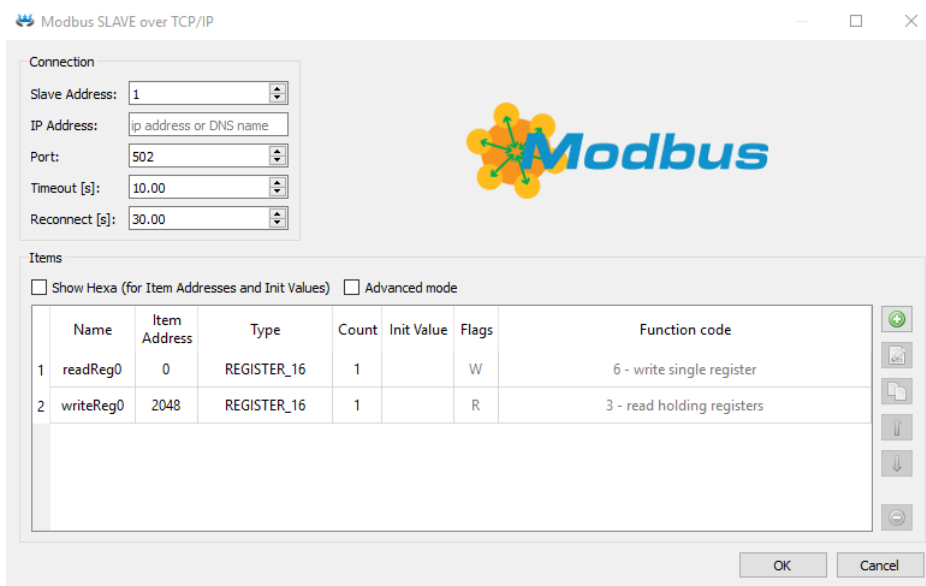 Modbus SLAVE over TCP/IP
Connection
Slave Address: 1
IP Address: ip address or DNS name
Port: 502
Timeout [s]: 10.00
Reconnect [s]: 30.00
Modbus
Items
Show Hexa (for Item Addresses and Init Values) Advanced mode
Name Item Address Type Count Init Value Flags Function code
1 readReg0 0 REGISTER_16 1 W 6 - write single register
2 writeReg0 2048 REGISTER_16 1 R 3 - read holding registers
OK Cancel